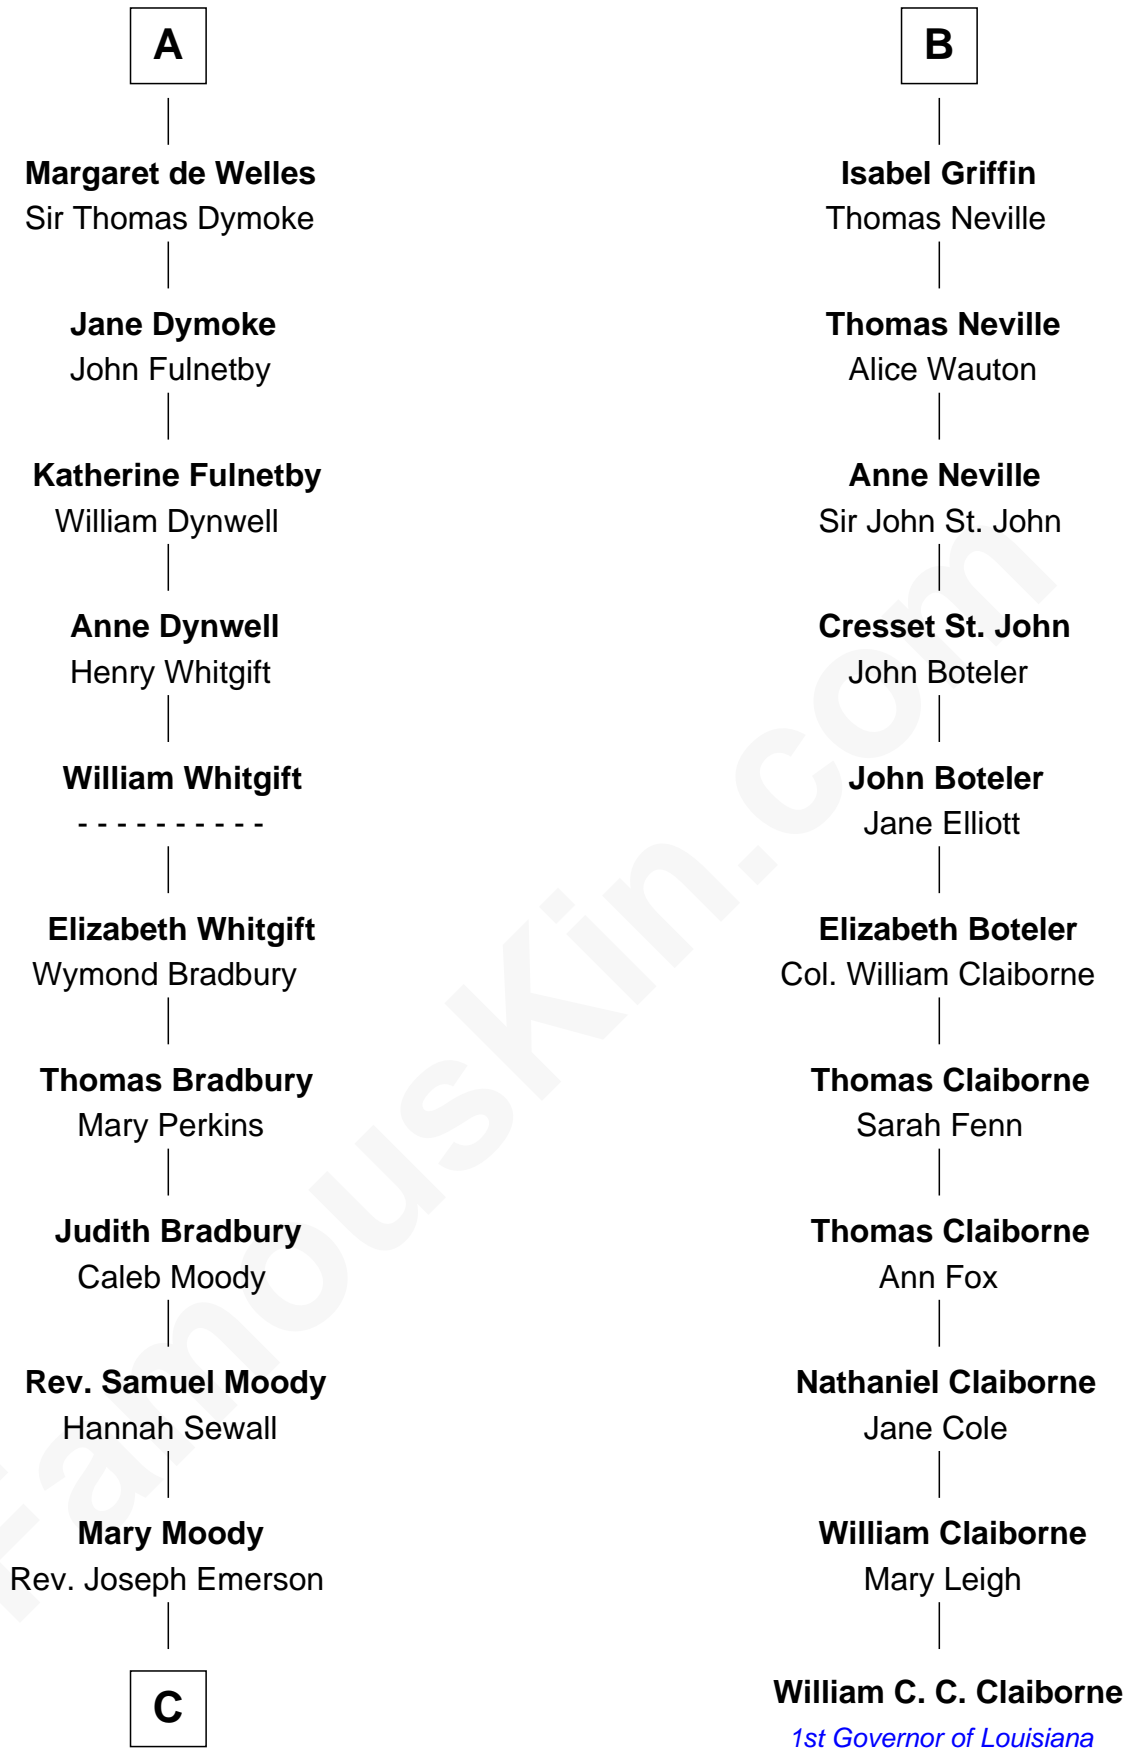 A
Margaret de Welles
Sir Thomas Dymoke
Jane Dymoke
John Fulnetby
Katherine Fulnetby
William Dynwell
Anne Dynwell
Henry Whitgift
William Whitgift
- - - - - - - - - -
Elizabeth Whitgift
Wymond Bradbury
Thomas Bradbury
Mary Perkins
Judith Bradbury
Caleb Moody
Rev. Samuel Moody
Hannah Sewall
Mary Moody
Rev. Joseph Emerson
C
B
Isabel Griffin
Thomas Neville
Thomas Neville
Alice Wauton
Anne Neville
Sir John St. John
Cresset St. John
John Boteler
John Boteler
Jane Elliott
Elizabeth Boteler
Col. William Claiborne
Thomas Claiborne
Sarah Fenn
Thomas Claiborne
Ann Fox
Nathaniel Claiborne
Jane Cole
William Claiborne
Mary Leigh
William C. C. Claiborne
1st Governor of Louisiana
FamousKin.com